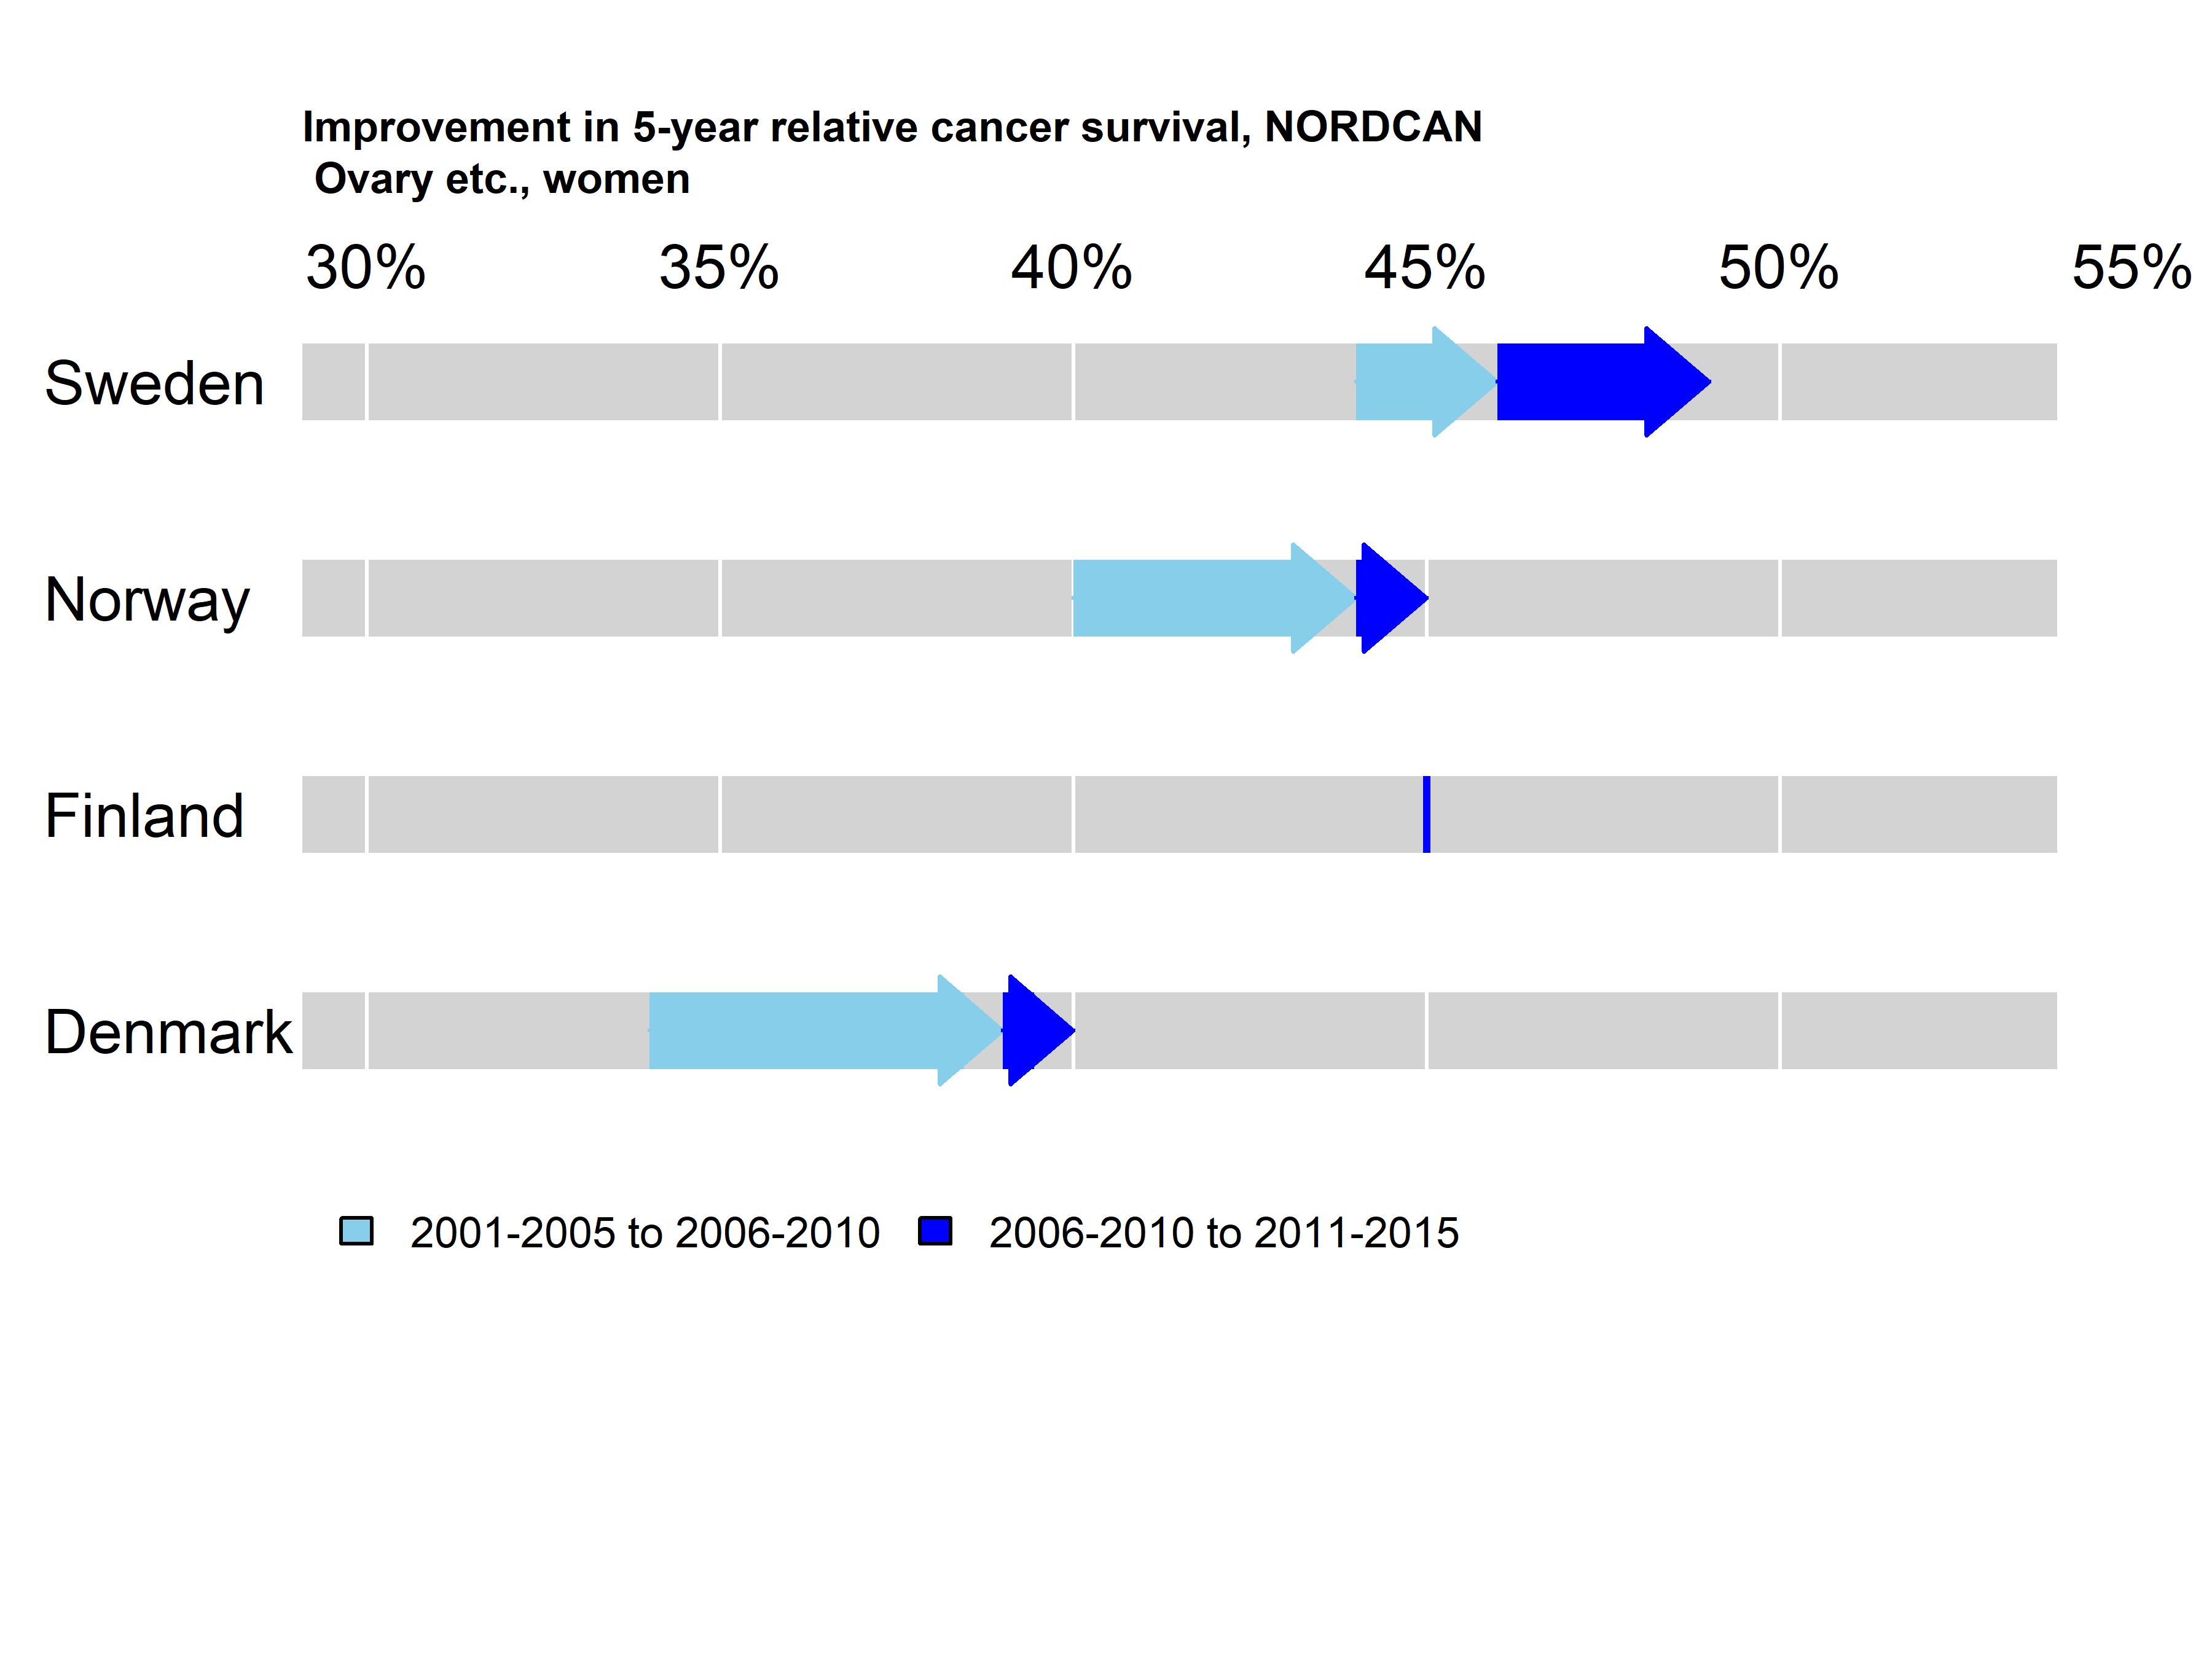 Improvement in 5-year relative cancer survival, NORDCAN
Ovary etc., women
30% 35% 40% 45% 50% 55%
Sweden
Norway
Finland
Denmark
2001-2005 to 2006-2010 2006-2010 to 2011-2015